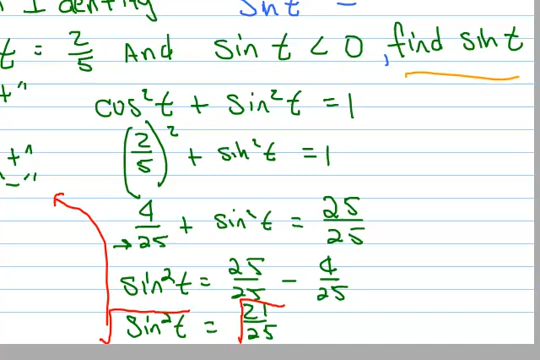 Identity sin t =
t = 2/5 And sin t < 0, find sin t
+"
cos²t + sin²t = 1
+"
(2/5)² + sin²t = 1
"-"
4/25 + sin²t = 25/25
sin²t = 25/25 - 4/25
√sin²t = √21/25